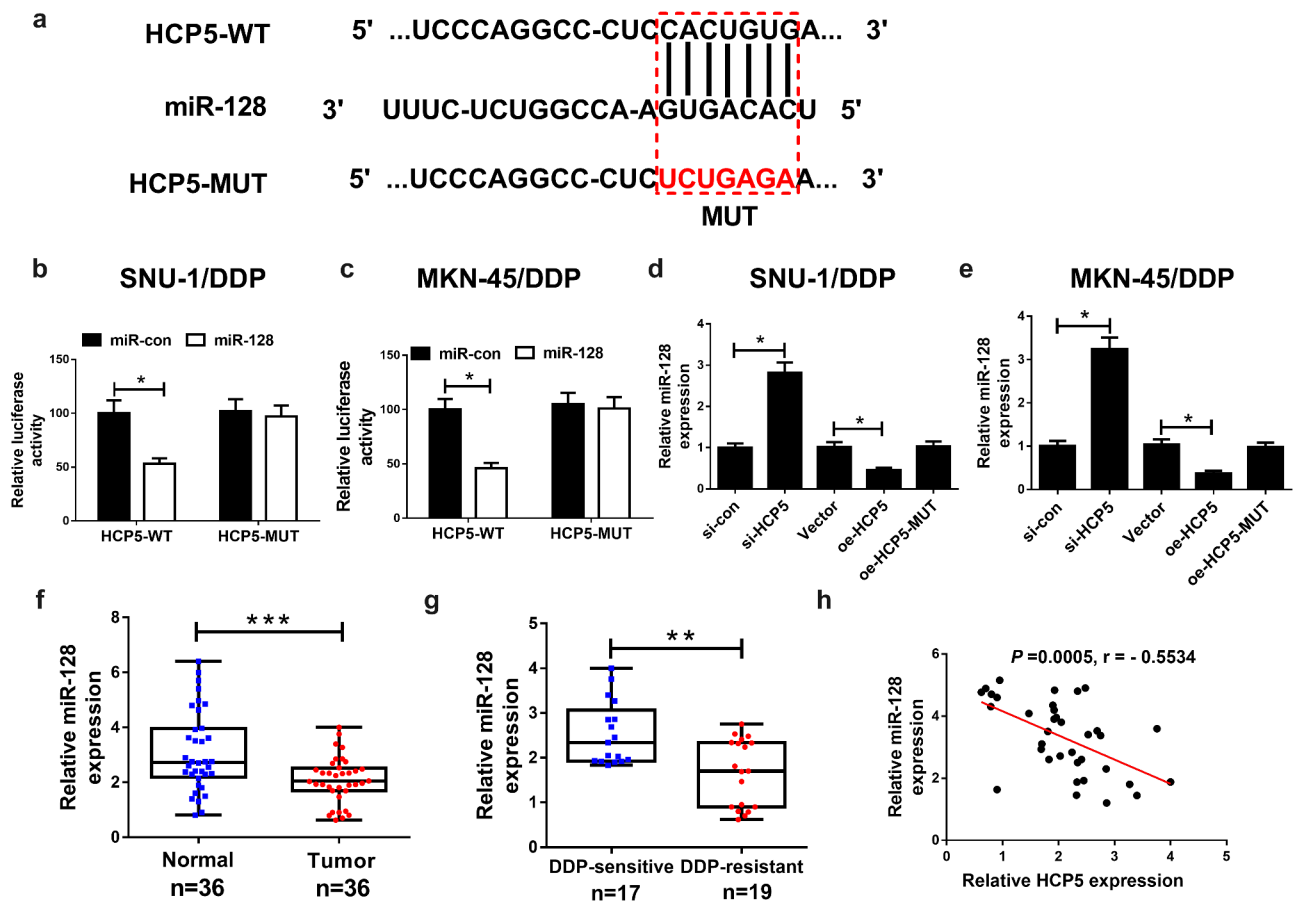 a
HCP5-WT 5' ...UCCCAGGCC-CUCCACUGUGA... 3'
miR-128 3' UUUC-UCUGGCCA-AGUGACACU 5'
HCP5-MUT 5' ...UCCCAGGCC-CUCUCUGAGAA... 3'
MUT
b SNU-1/DDP
miR-con miR-128
Relative luciferase activity
150
100
50
0
*
HCP5-WT HCP5-MUT
c MKN-45/DDP
miR-con miR-128
Relative luciferase activity
150
100
50
0
*
HCP5-WT HCP5-MUT
d SNU-1/DDP
Relative miR-128 expression
4
3
2
1
0
*
*
si-con si-HCP5 Vector oe-HCP5 oe-HCP5-MUT
e MKN-45/DDP
Relative miR-128 expression
4
3
2
1
0
*
*
si-con si-HCP5 Vector oe-HCP5 oe-HCP5-MUT
f
Relative miR-128 expression
8
6
4
2
0
***
Normal Tumor
n=36 n=36
g
Relative miR-128 expression
5
4
3
2
1
0
**
DDP-sensitive DDP-resistant
n=17 n=19
h
P =0.0005, r = - 0.5534
Relative miR-128 expression
6
4
2
0
0 1 2 3 4 5
Relative HCP5 expression